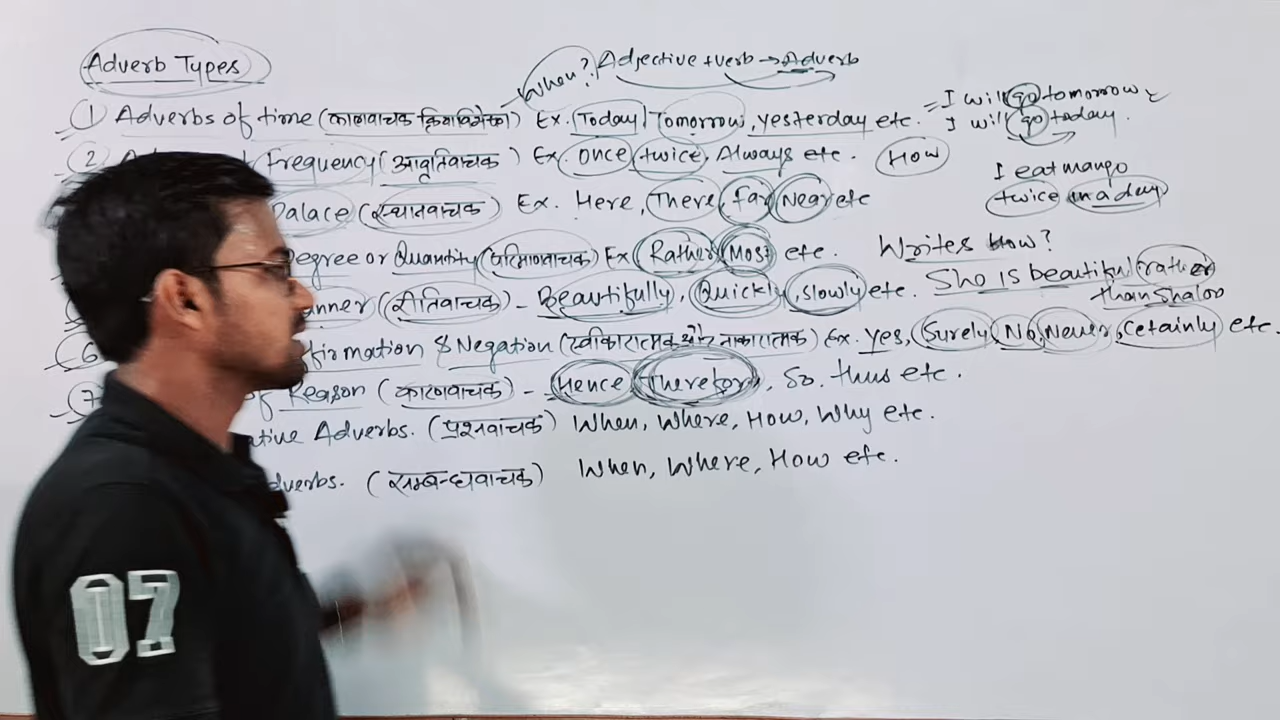 Adverb Types
When? Adjective + verb → Adverb
① Adverbs of time (कालवाचक क्रियाविशेषण) Ex. Today, Tomorrow, yesterday etc.
= I will go tomorrow
I will go today.
② Frequency (आवृतिवाचक) Ex. once, twice, Always etc. How
I eat mango
twice in a day
Palace (स्थानवाचक) Ex. Here, There, far, Near etc
egree or Quantity (परिमाणवाचक) Ex Rather, Most etc.
Writes How?
anner (रीतिवाचक) - Beautifully, Quickly, slowly etc.
Sho Is beautiful rather
than Shaloo
6 ffirmation & Negation (स्वीकारात्मक और नाकारात्मक) Ex. yes, Surely, No, Never, Cetainly etc.
7 of Reason (कारणवाचक) - Hence, Therefore, So, thus etc.
ative Adverbs. (प्रश्नवाचक) When, Where, How, Why etc.
dverbs. (सम्बन्धवाचक) When, Where, How etc.
07